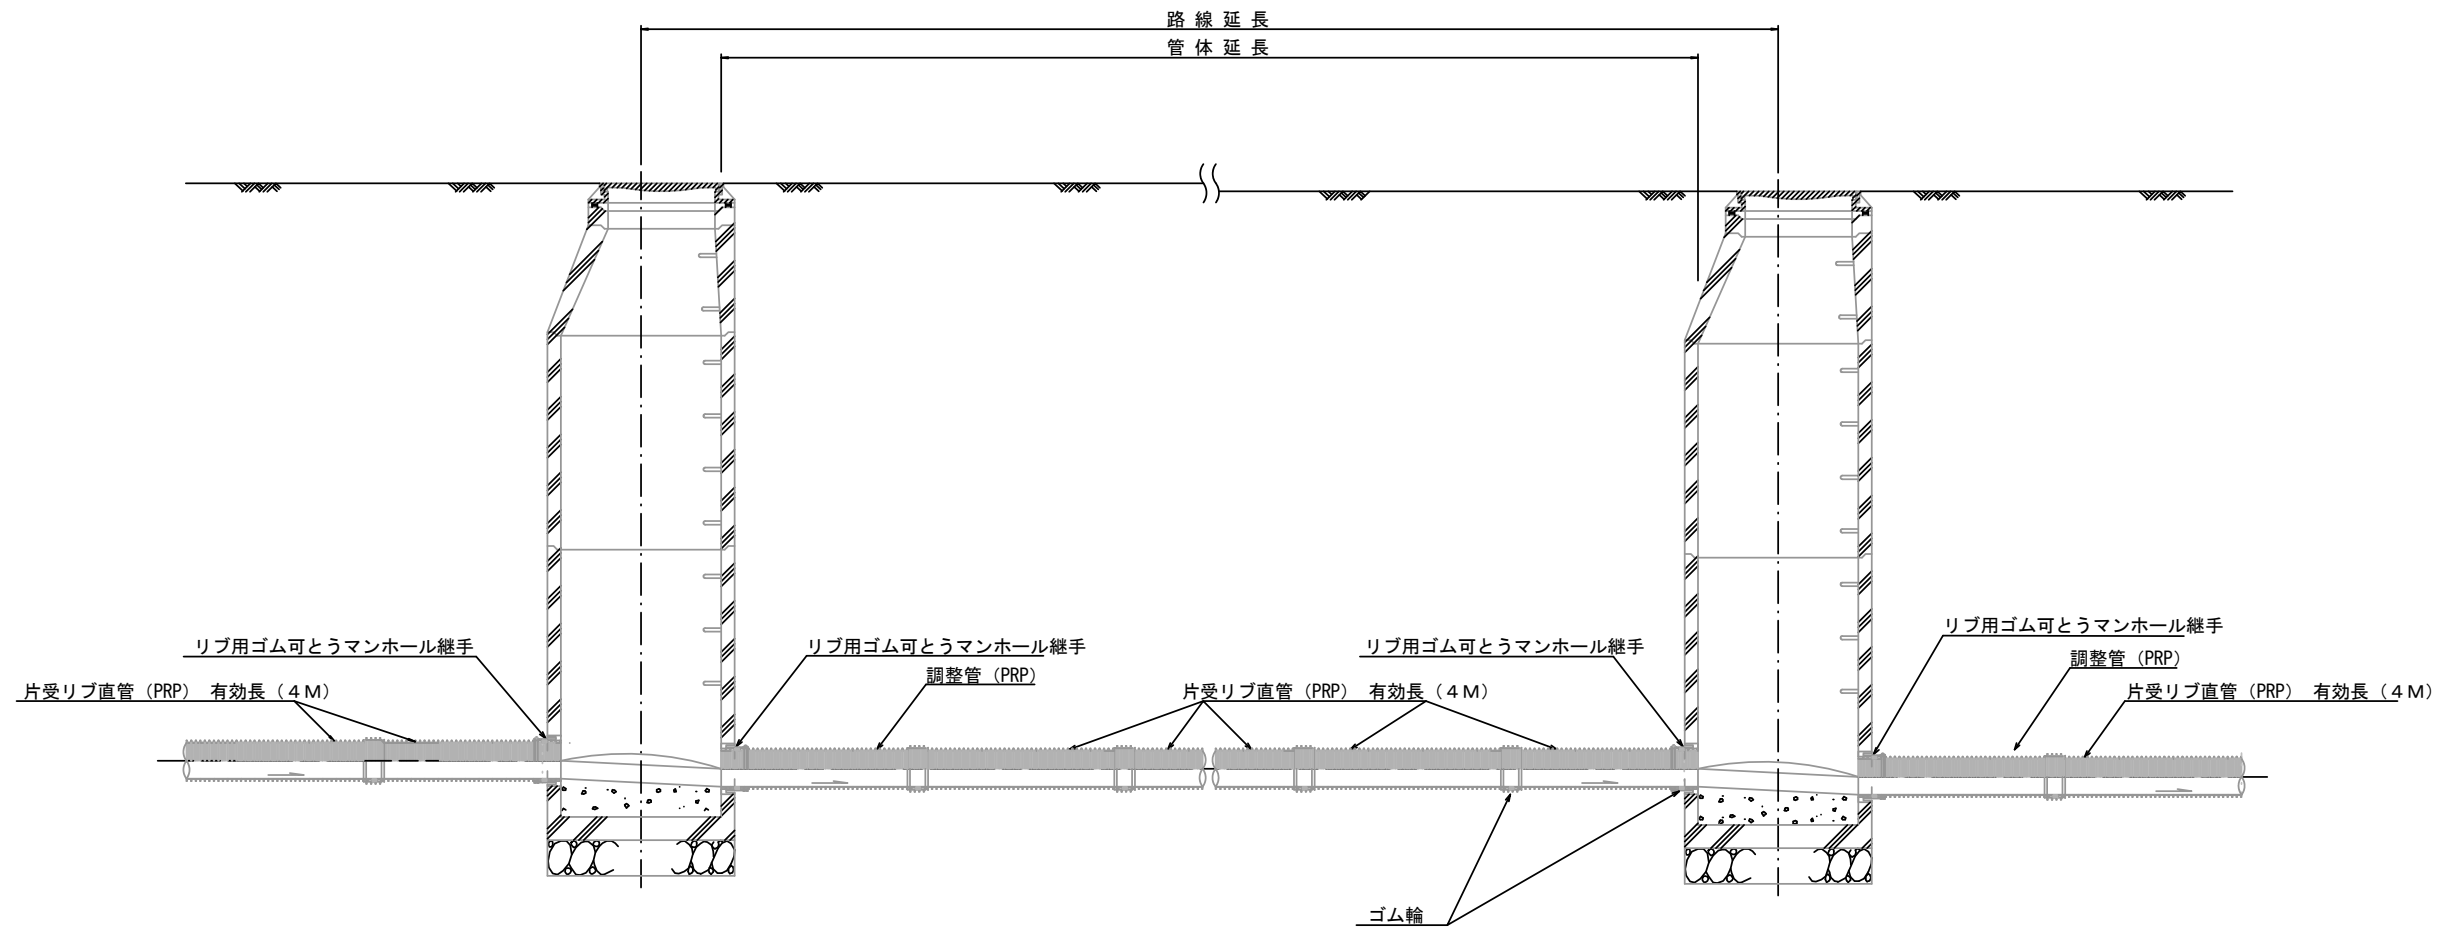 路 線 延 長
管 体 延 長
リブ用ゴム可とうマンホール継手
リブ用ゴム可とうマンホール継手
リブ用ゴム可とうマンホール継手
リブ用ゴム可とうマンホール継手
調整管(PRP)
調整管(PRP)
片受リブ直管(PRP) 有効長(4M)
片受リブ直管(PRP) 有効長(4M)
片受リブ直管(PRP) 有効長(4M)
ゴム輪